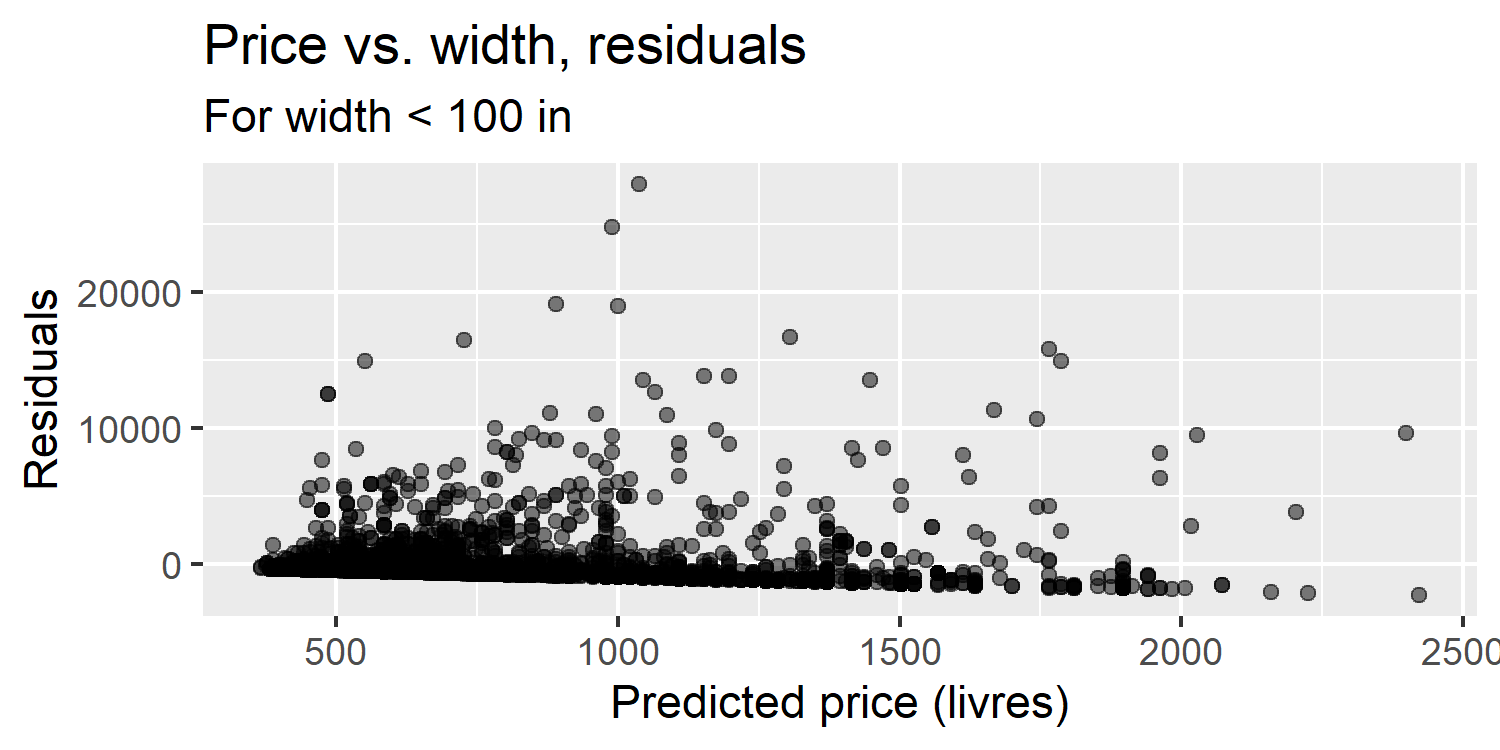 Price vs. width, residuals
For width < 100 in
Residuals
20000
10000
0
500 1000 1500 2000 2500
Predicted price (livres)